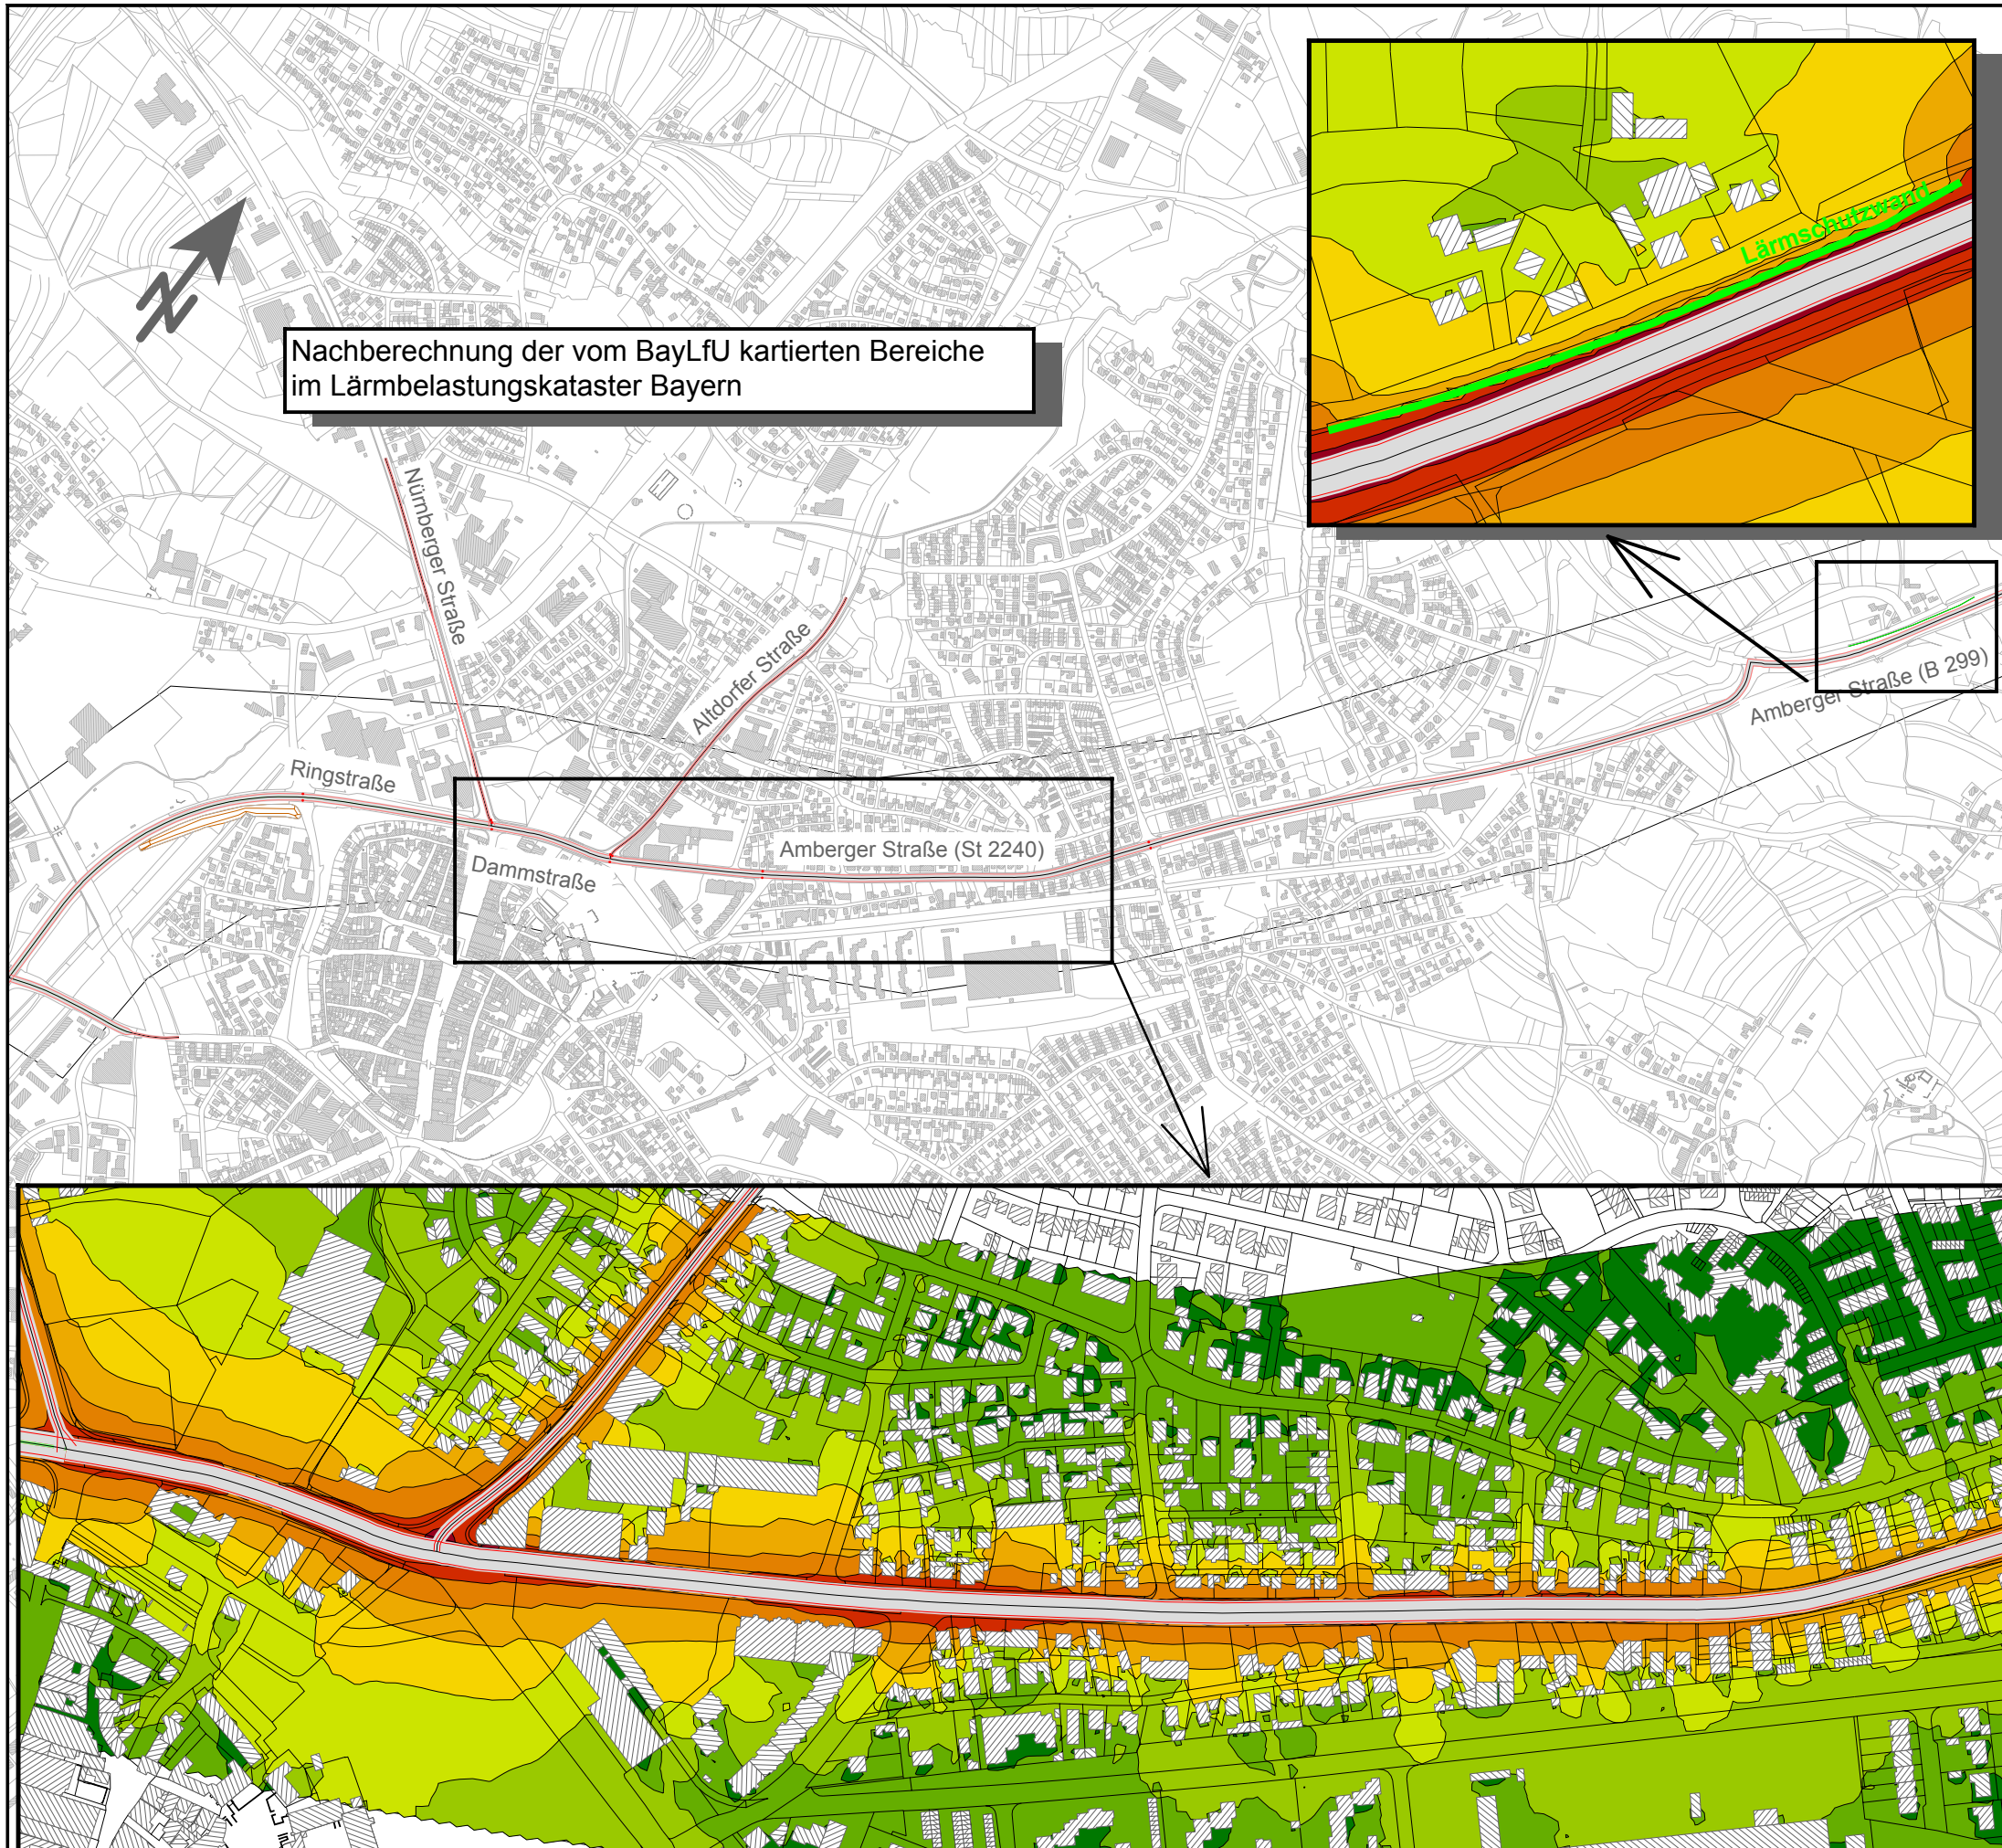 Lärmschutzwand
Nachberechnung der vom BayLfU kartierten Bereiche
im Lärmbelastungskataster Bayern
Nürnberger Straße
Altdorfer Straße
Amberger Straße (B 299)
Ringstraße
Amberger Straße (St 2240)
Dammstraße